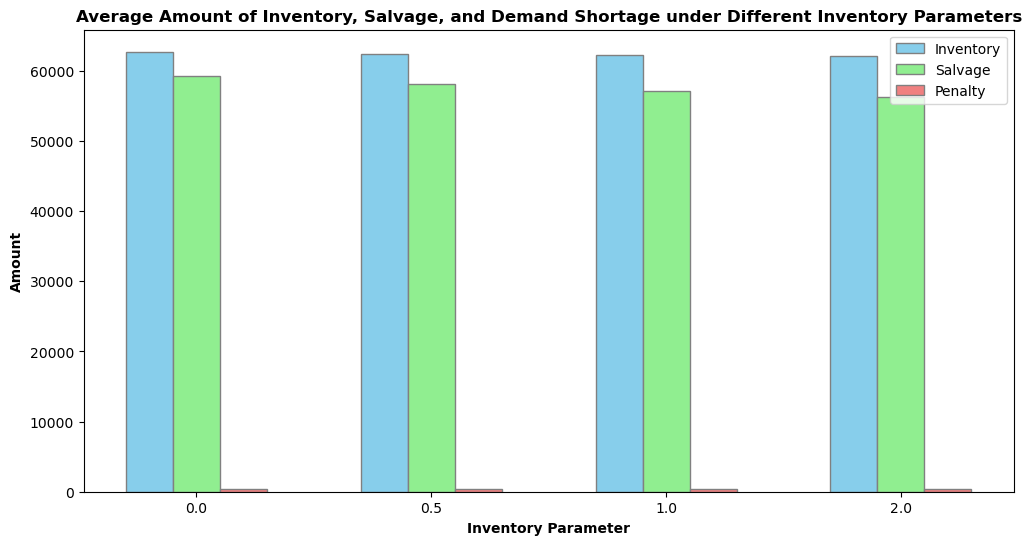 Average Amount of Inventory, Salvage, and Demand Shortage under Different Inventory Parameters
Inventory
Salvage
Penalty
60000
50000
40000
30000
20000
10000
0
Amount
0.0
0.5
1.0
2.0
Inventory Parameter